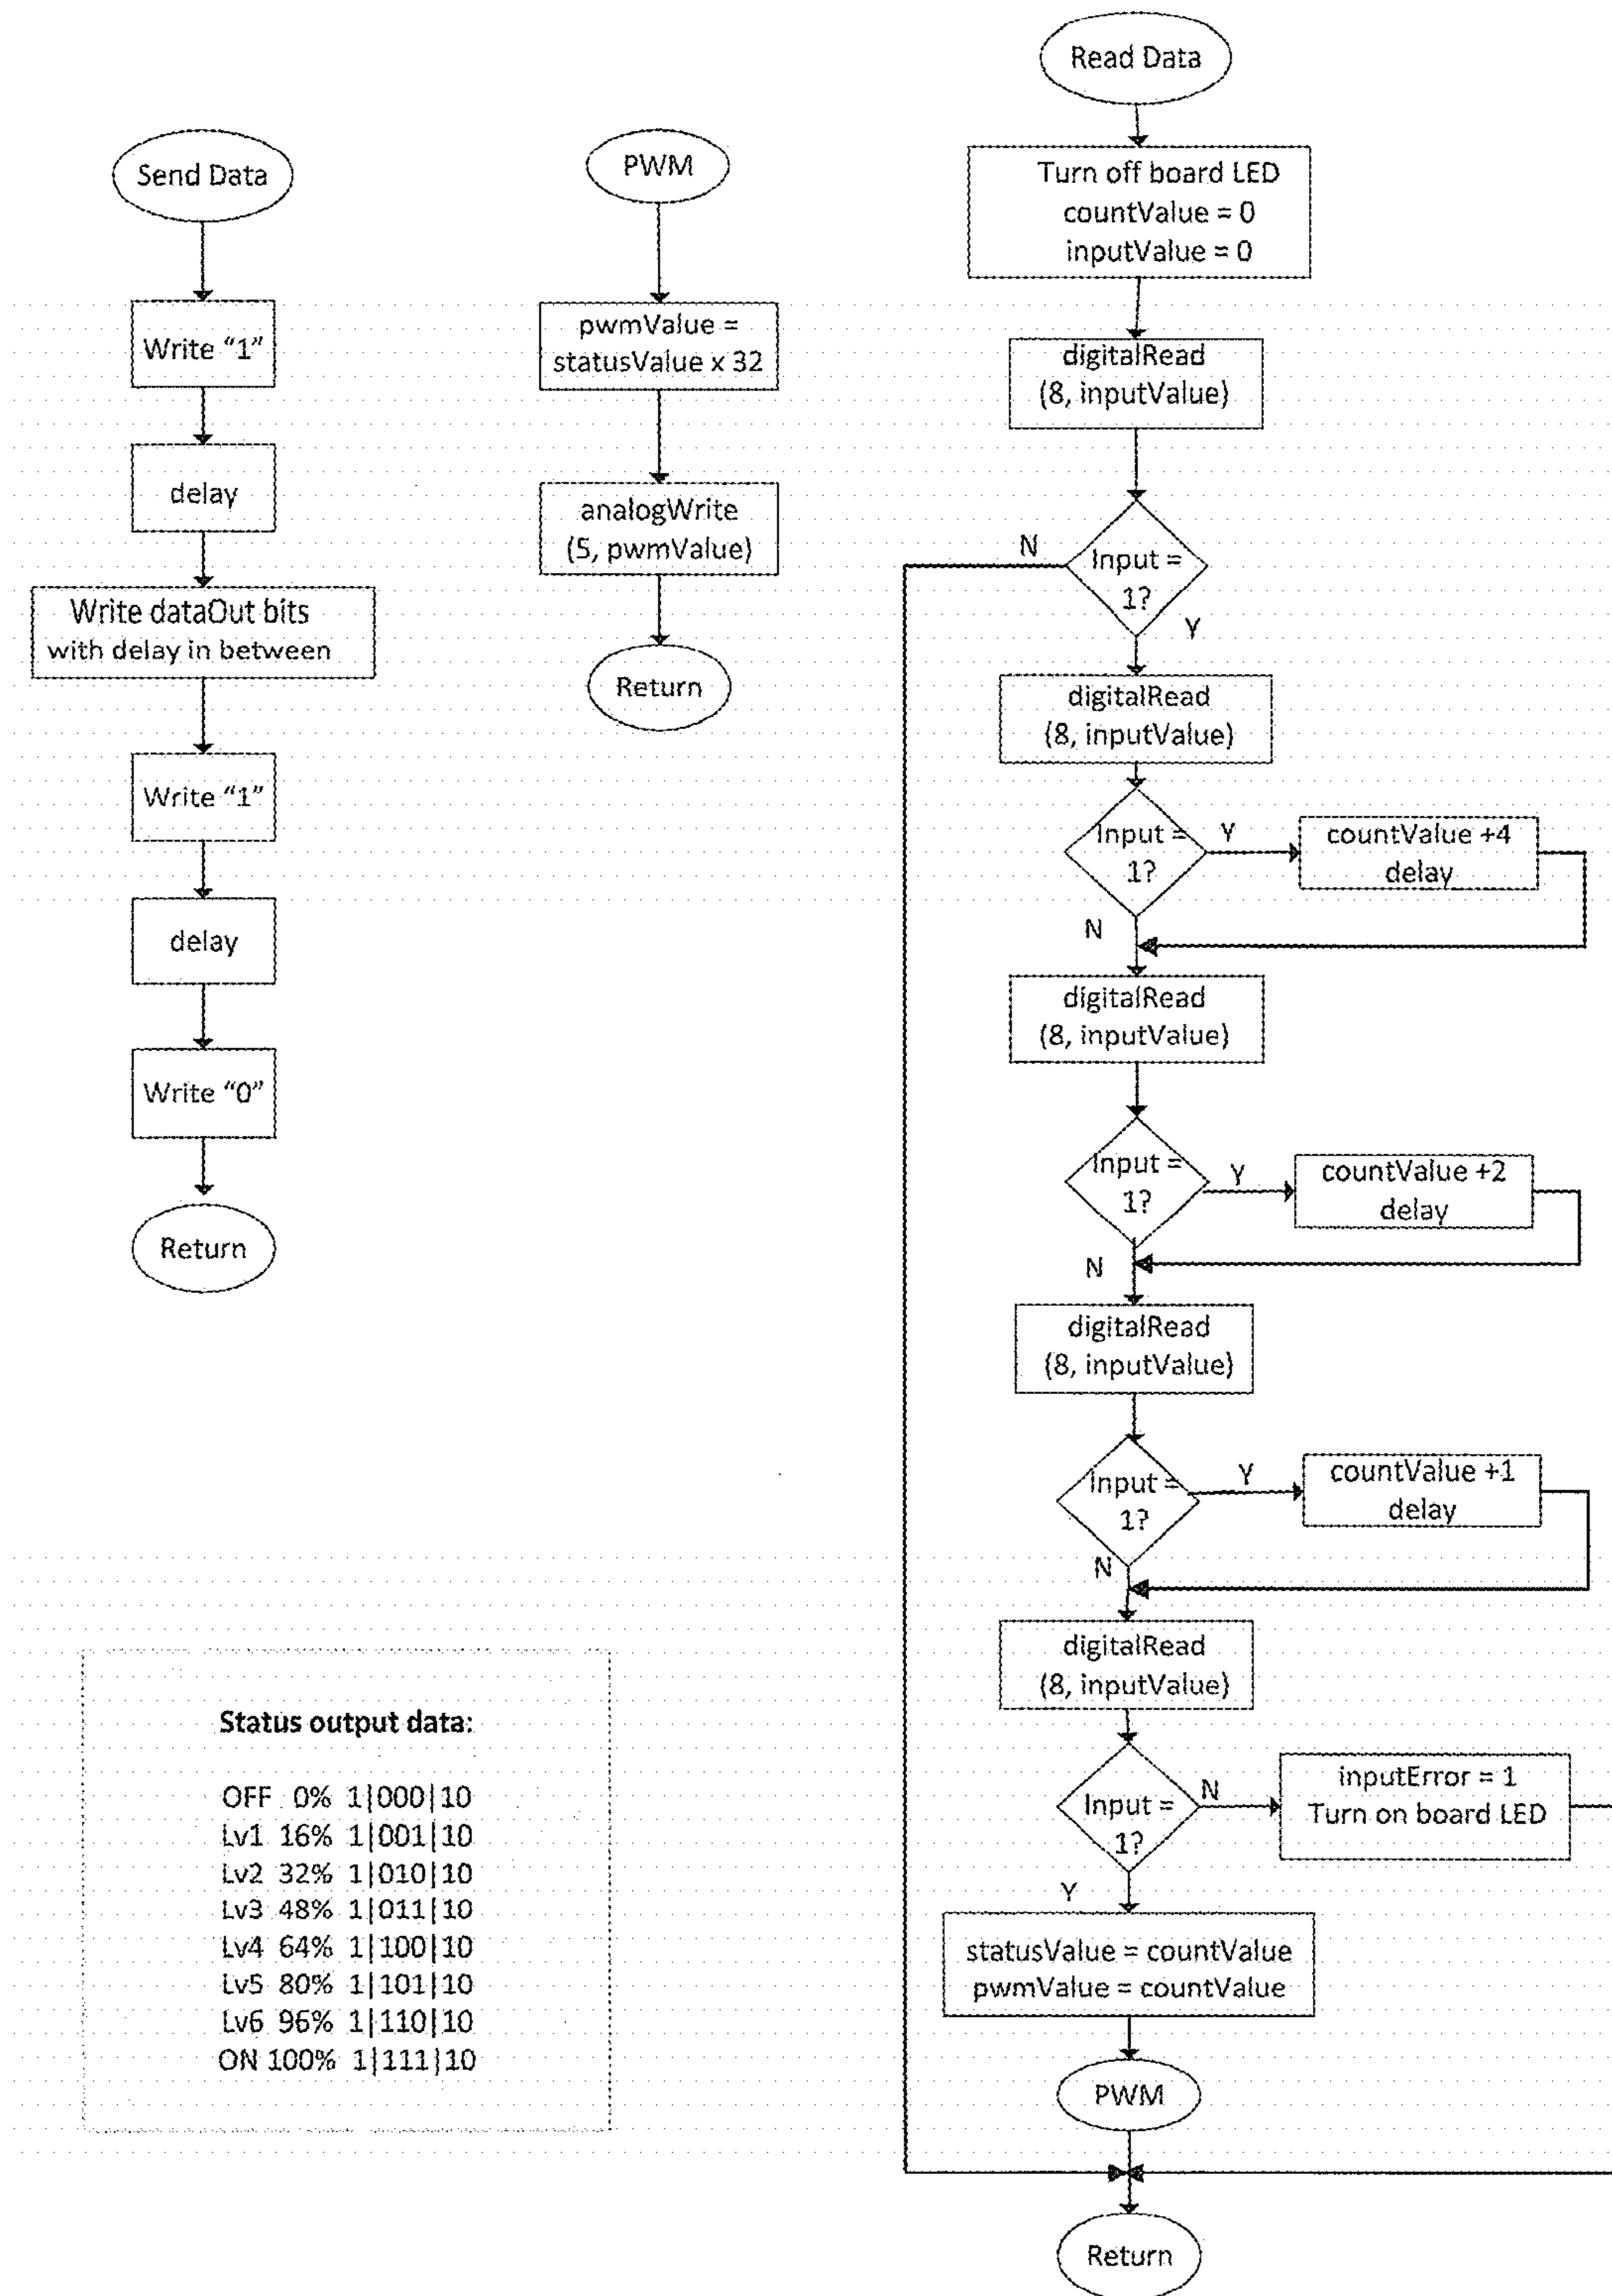 Send Data
Write "1"
delay
Write dataOut bits
with delay in between
Write "1"
delay
Write "0"
Return
PWM
pwmValue =
statusValue x 32
analogWrite
(5, pwmValue)
Return
Read Data
Turn off board LED
countValue = 0
inputValue = 0
digitalRead
(8, inputValue)
Input =
1?
N
Y
digitalRead
(8, inputValue)
Input =
1?
Y
countValue +4
delay
N
digitalRead
(8, inputValue)
Input =
1?
Y
countValue +2
delay
N
digitalRead
(8, inputValue)
Input =
1?
Y
countValue +1
delay
N
digitalRead
(8, inputValue)
Input =
1?
N
inputError = 1
Turn on board LED
Y
statusValue = countValue
pwmValue = countValue
PWM
Return
Status output data:
OFF 0% 1|000|10
Lv1 16% 1|001|10
Lv2 32% 1|010|10
Lv3 48% 1|011|10
Lv4 64% 1|100|10
Lv5 80% 1|101|10
Lv6 96% 1|110|10
ON 100% 1|111|10